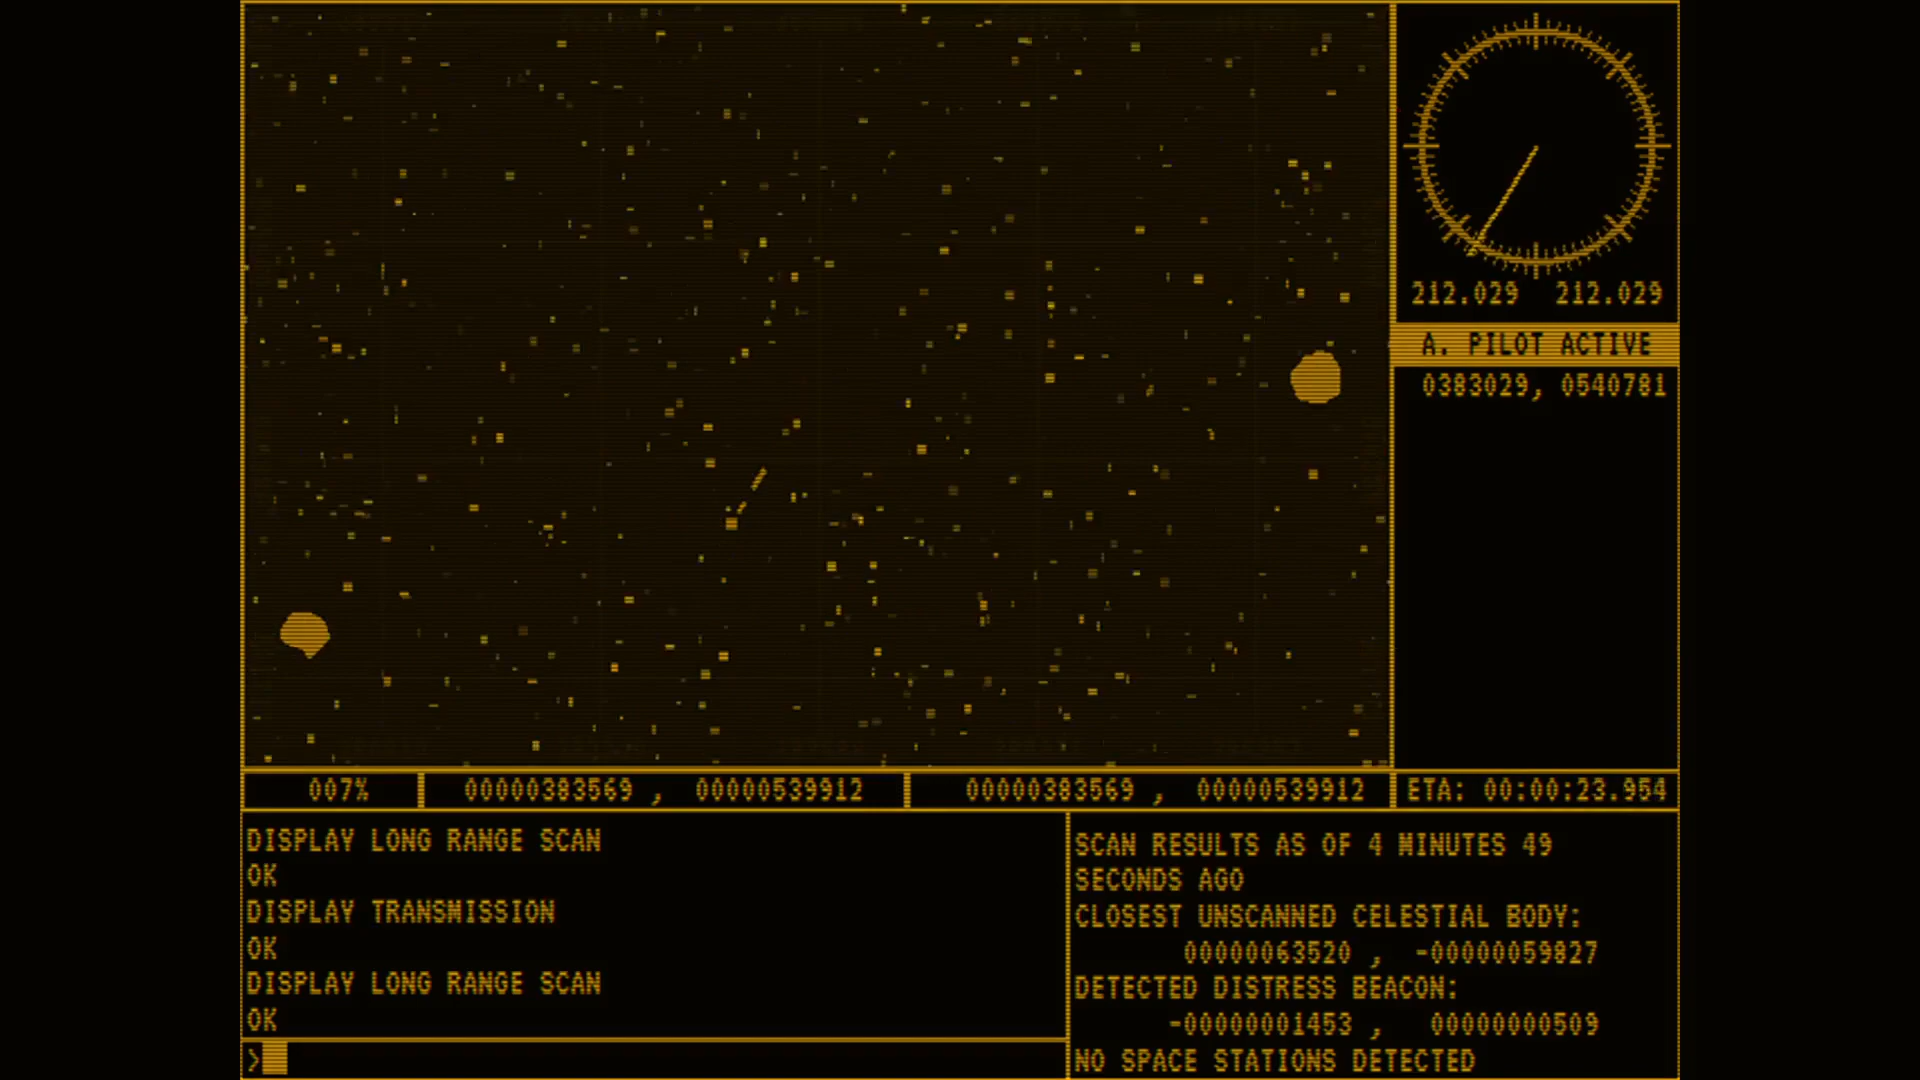 212.029 212.029
A. PILOT ACTIVE
0383029, 0540781
007% 00000383569 , 00000539912 00000383569 , 00000539912 ETA: 00:00:23.954
DISPLAY LONG RANGE SCAN
OK
DISPLAY TRANSMISSION
OK
DISPLAY LONG RANGE SCAN
OK
>
SCAN RESULTS AS OF 4 MINUTES 49
SECONDS AGO
CLOSEST UNSCANNED CELESTIAL BODY:
00000063520 , -00000059827
DETECTED DISTRESS BEACON:
-00000001453 , 00000000509
NO SPACE STATIONS DETECTED